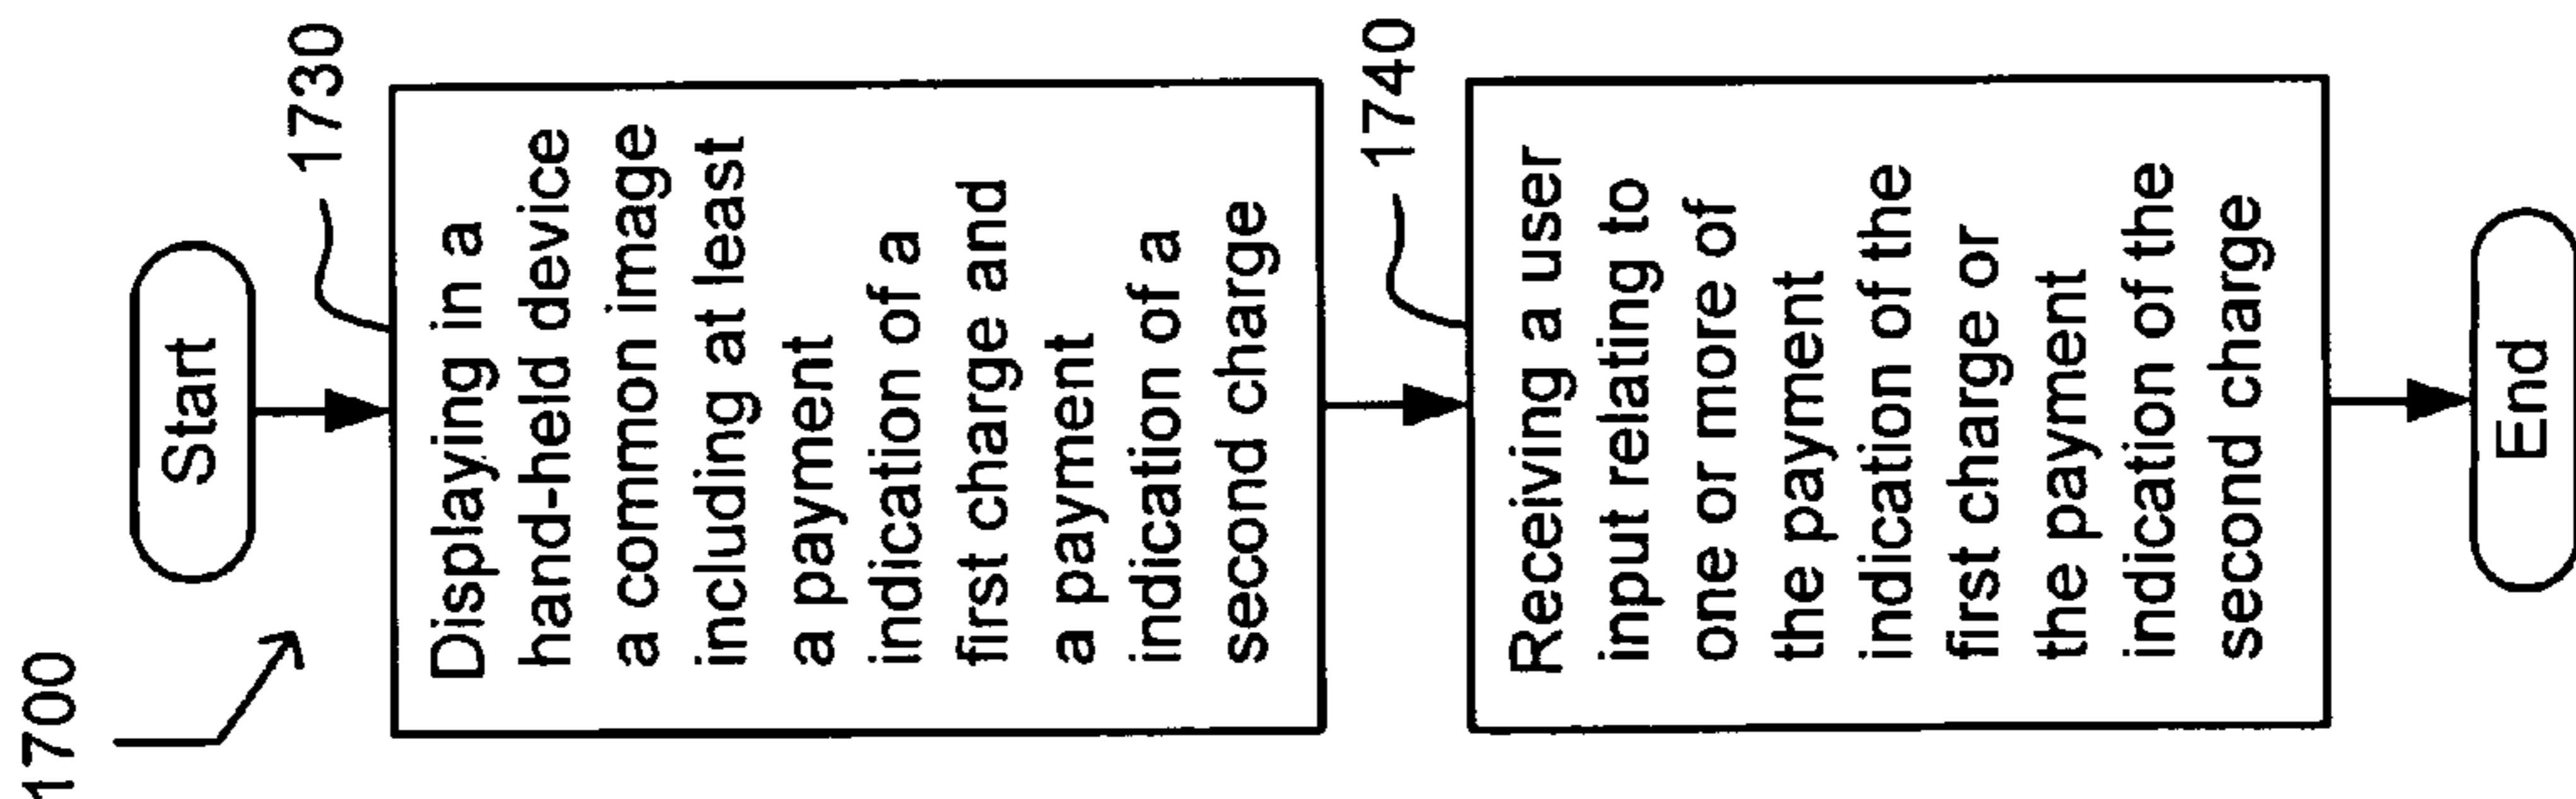 1700
Start
1730
Displaying in a
hand-held device
a common image
including at least
a payment
indication of a
first charge and
a payment
indication of a
second charge
1740
Receiving a user
input relating to
one or more of
the payment
indication of the
first charge or
the payment
indication of the
second charge
End